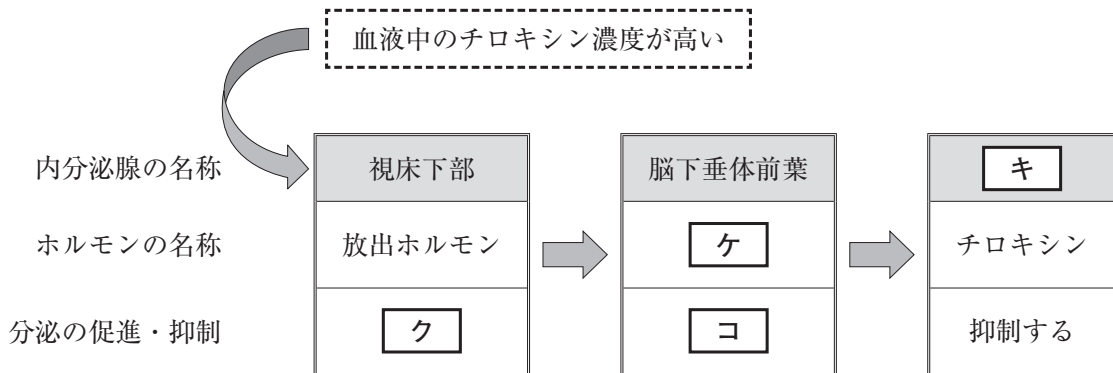 血液中のチロキシン濃度が高い
内分泌腺の名称 視床下部 脳下垂体前葉 キ
ホルモンの名称 放出ホルモン ケ チロキシン
分泌の促進・抑制 ク コ 抑制する